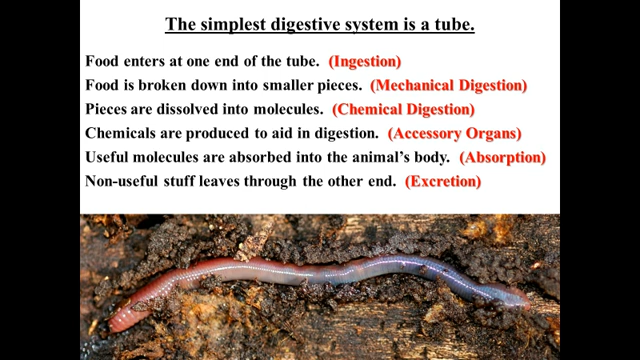 The simplest digestive system is a tube.
Food enters at one end of the tube. (Ingestion)
Food is broken down into smaller pieces. (Mechanical Digestion)
Pieces are dissolved into molecules. (Chemical Digestion)
Chemicals are produced to aid in digestion. (Accessory Organs)
Useful molecules are absorbed into the animal's body. (Absorption)
Non-useful stuff leaves through the other end. (Excretion)